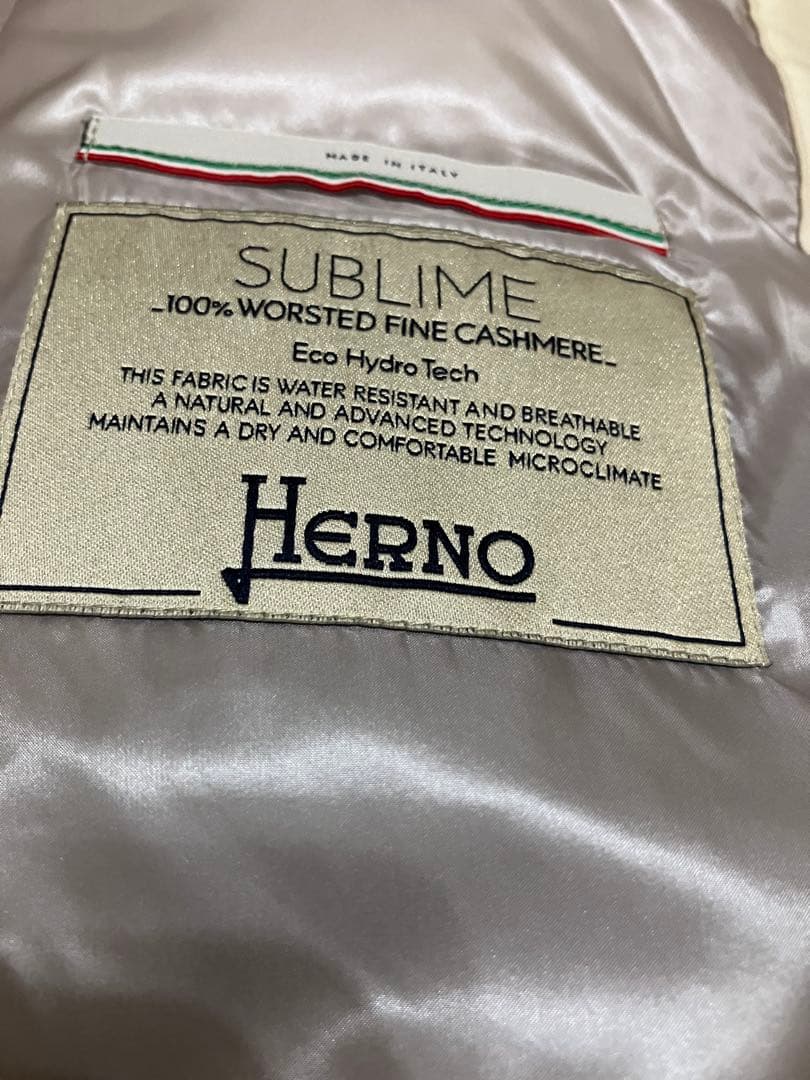 MADE IN ITALY
SUBLIME
_100% WORSTED FINE CASHMERE_
Eco Hydro Tech
THIS FABRIC IS WATER RESISTANT AND BREATHABLE
A NATURAL AND ADVANCED TECHNOLOGY
MAINTAINS A DRY AND COMFORTABLE MICROCLIMATE
HERNO